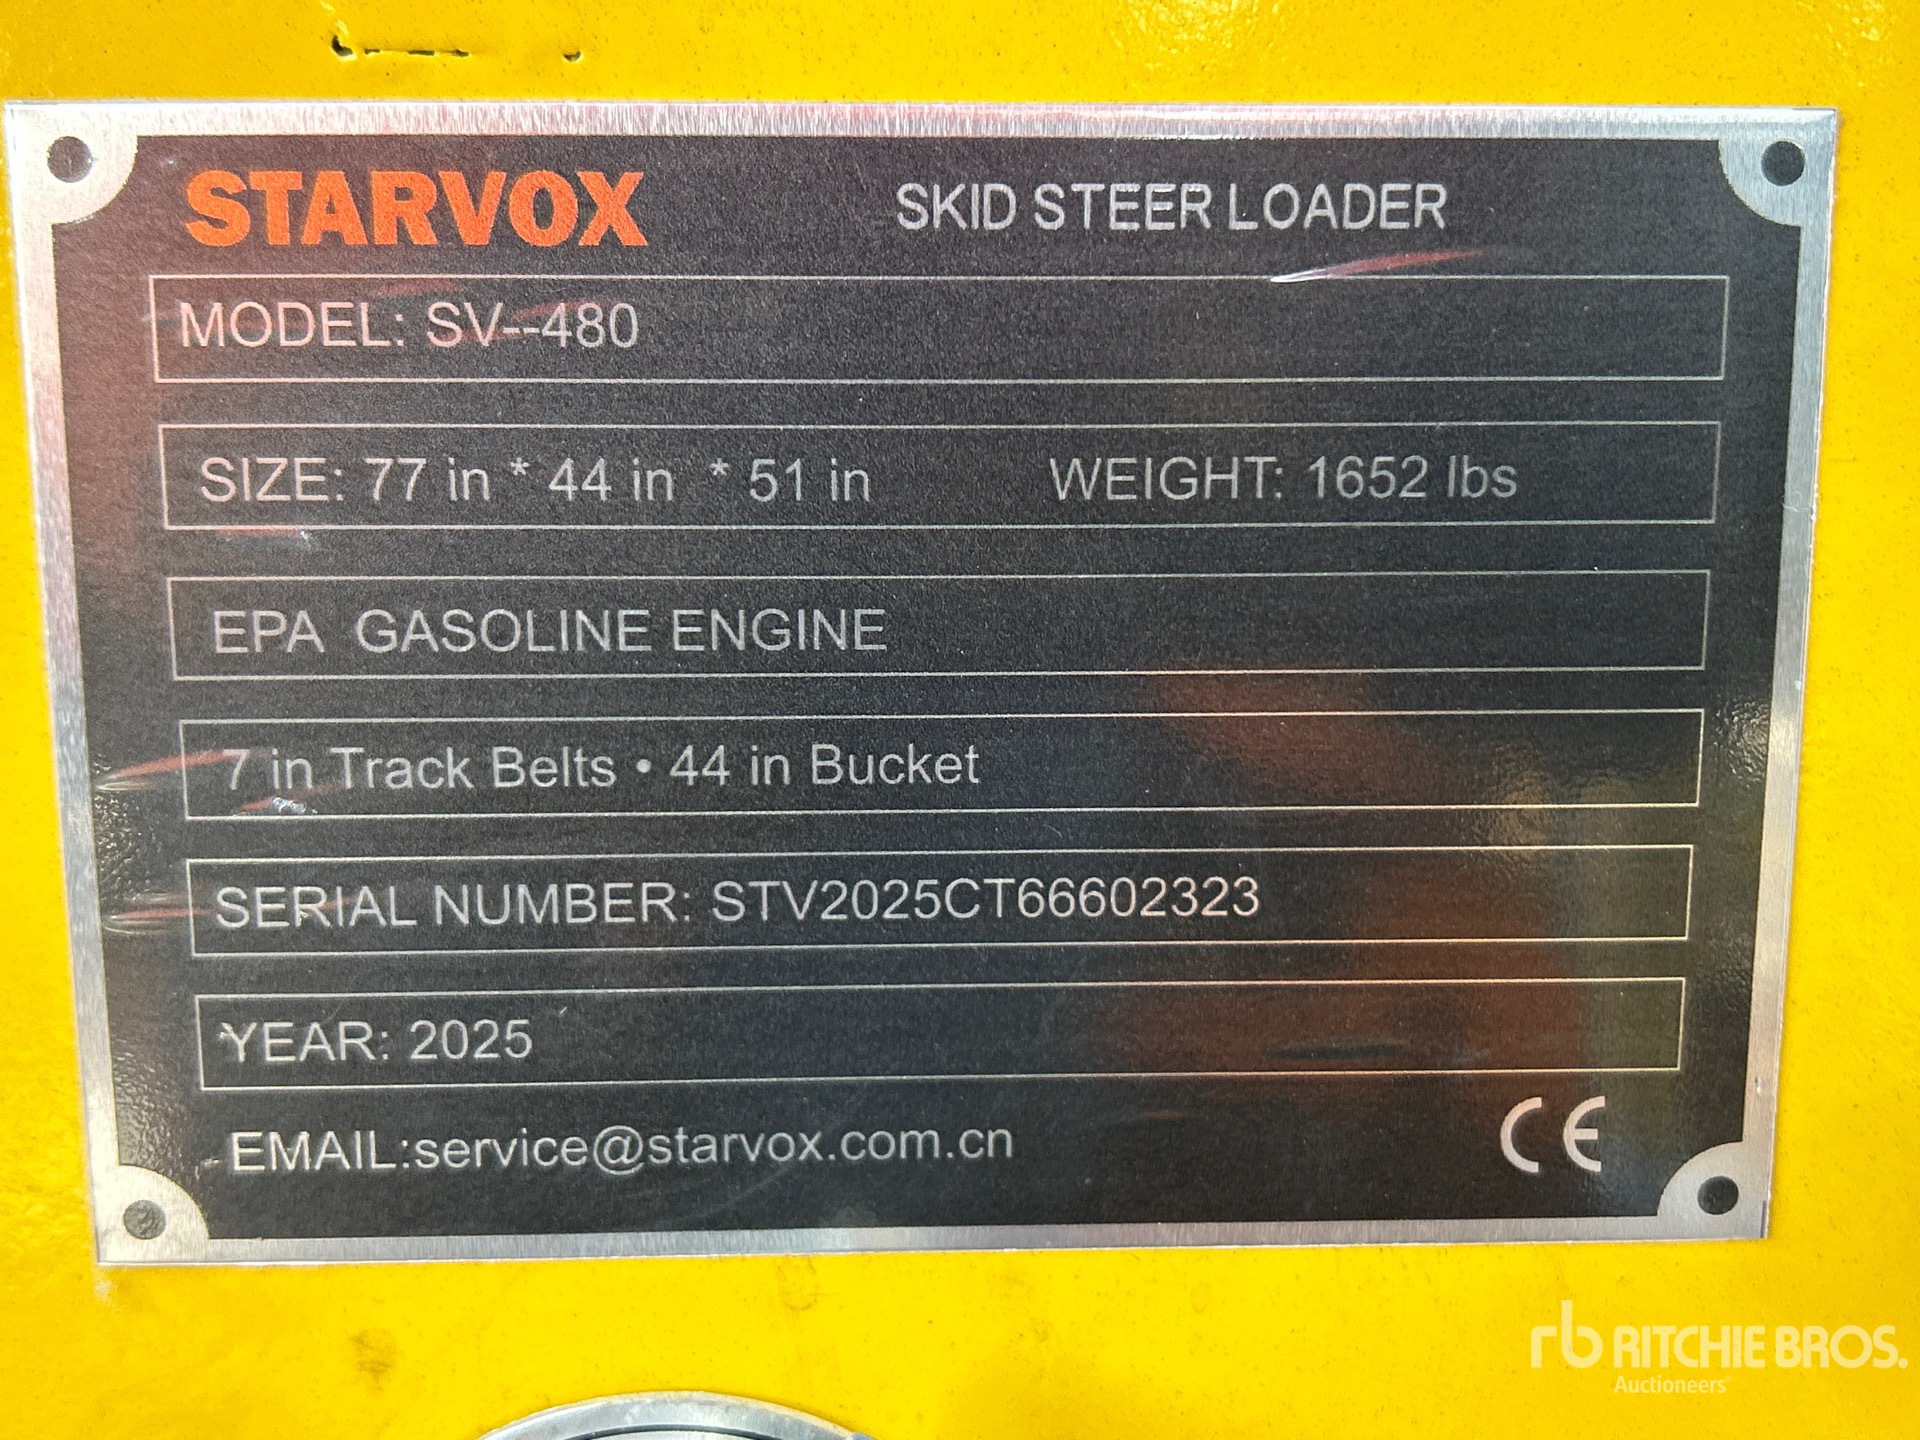 STARVOX SKID STEER LOADER
MODEL: SV--480
SIZE: 77 in * 44 in * 51 in WEIGHT: 1652 lbs
EPA GASOLINE ENGINE
7 in Track Belts • 44 in Bucket
SERIAL NUMBER: STV2025CT66602323
YEAR: 2025
EMAIL:service@starvox.com.cn CE
rb RITCHIE BROS.
Auctioneers